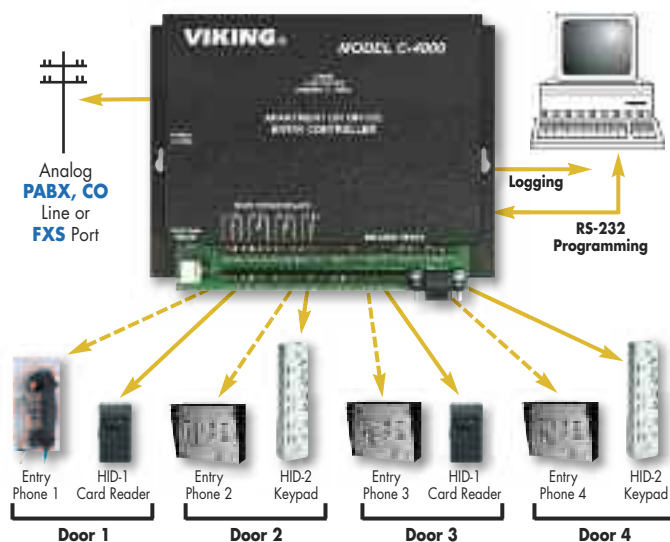 VIKING®
MODEL C-4000
ENTRY CONTROLLER
Analog
PABX, CO
Line or
FXS Port
Logging
RS-232
Programming
Entry
Phone 1
HID-1
Card Reader
Entry
Phone 2
HID-2
Keypad
Entry
Phone 3
HID-1
Card Reader
Entry
Phone 4
HID-2
Keypad
Door 1
Door 2
Door 3
Door 4